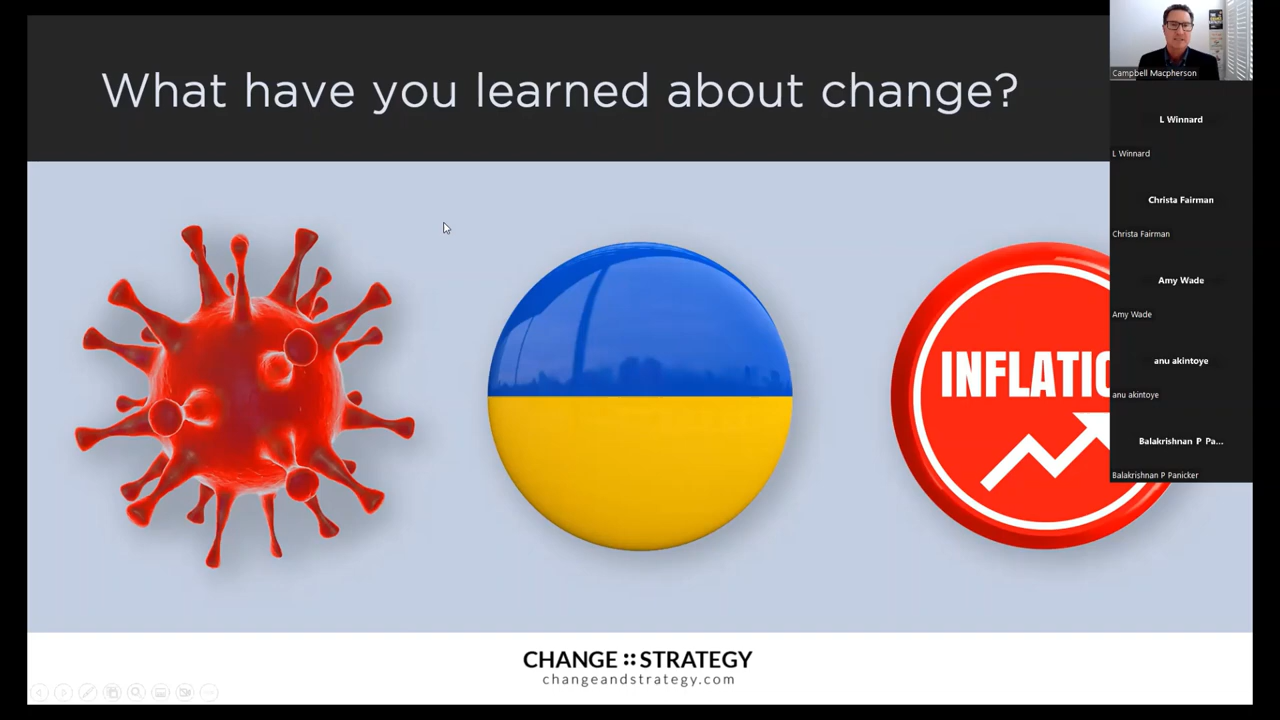 What have you learned about change?
INFLATIO
CHANGE :: STRATEGY
changeandstrategy.com
Campbell Macpherson
L Winnard
L Winnard
Christa Fairman
Christa Fairman
Amy Wade
Amy Wade
anu akintoye
anu akintoye
Balakrishnan P Pa...
Balakrishnan P Panicker